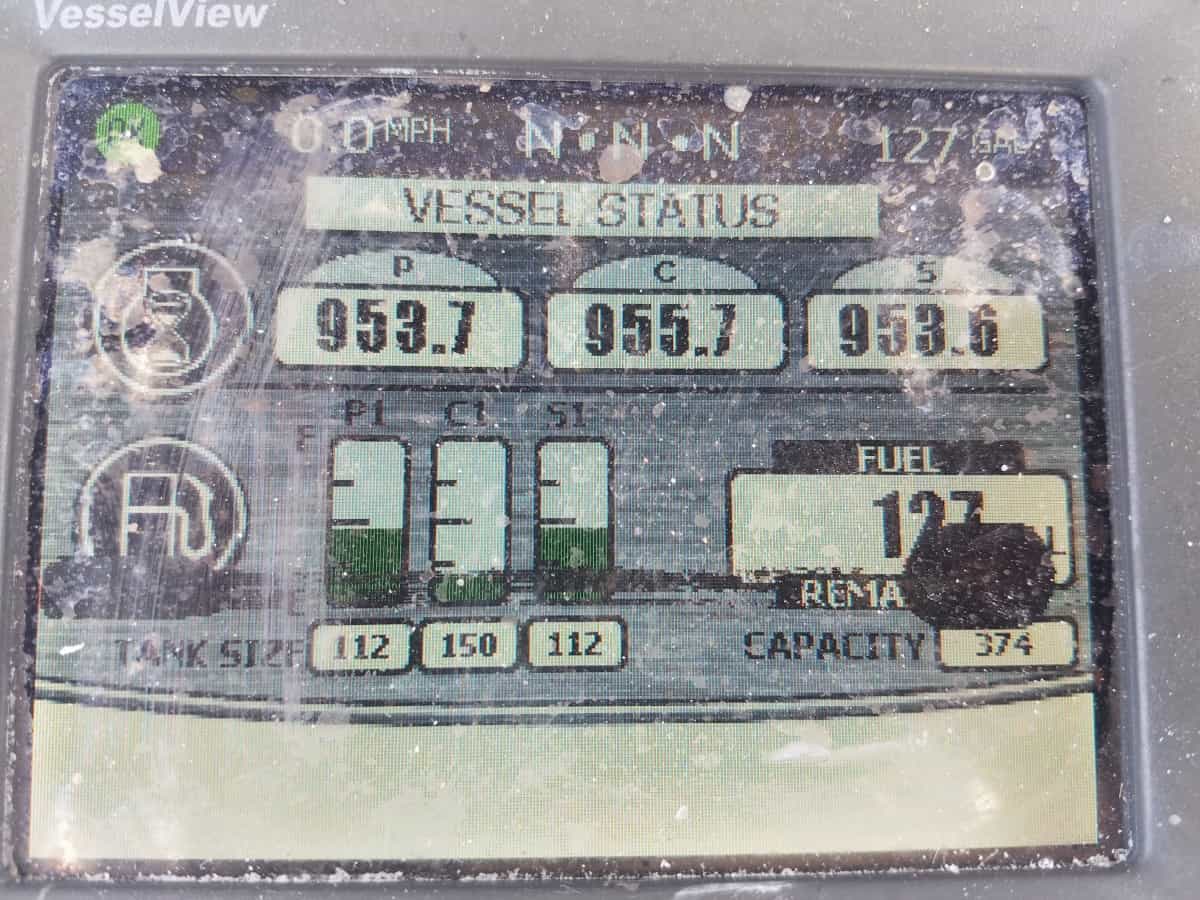 VesselView
0.0 MPH N • N • N 127 GAL
VESSEL STATUS
P C S
953.7 955.7 953.6
P1 C1 S1
F
FUEL
127
E
TANK SIZE 112 150 112 CAPACITY 374